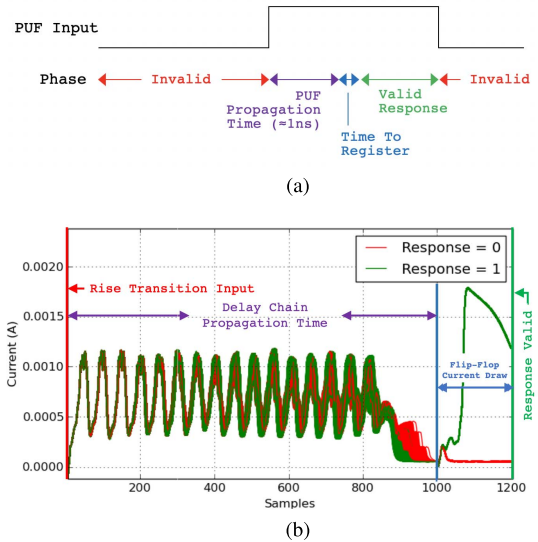 PUF Input
Phase
Invalid
Invalid
PUF
Propagation
Time (≈1ns)
Valid
Response
Time To
Register
(a)
Response = 0
Response = 1
Rise Transition Input
Delay Chain
Propagation Time
Flip-Flop
Current Draw
Response Valid
Current (A)
0.0020
0.0015
0.0010
0.0005
0.0000
200
400
600
800
1000
1200
Samples
(b)